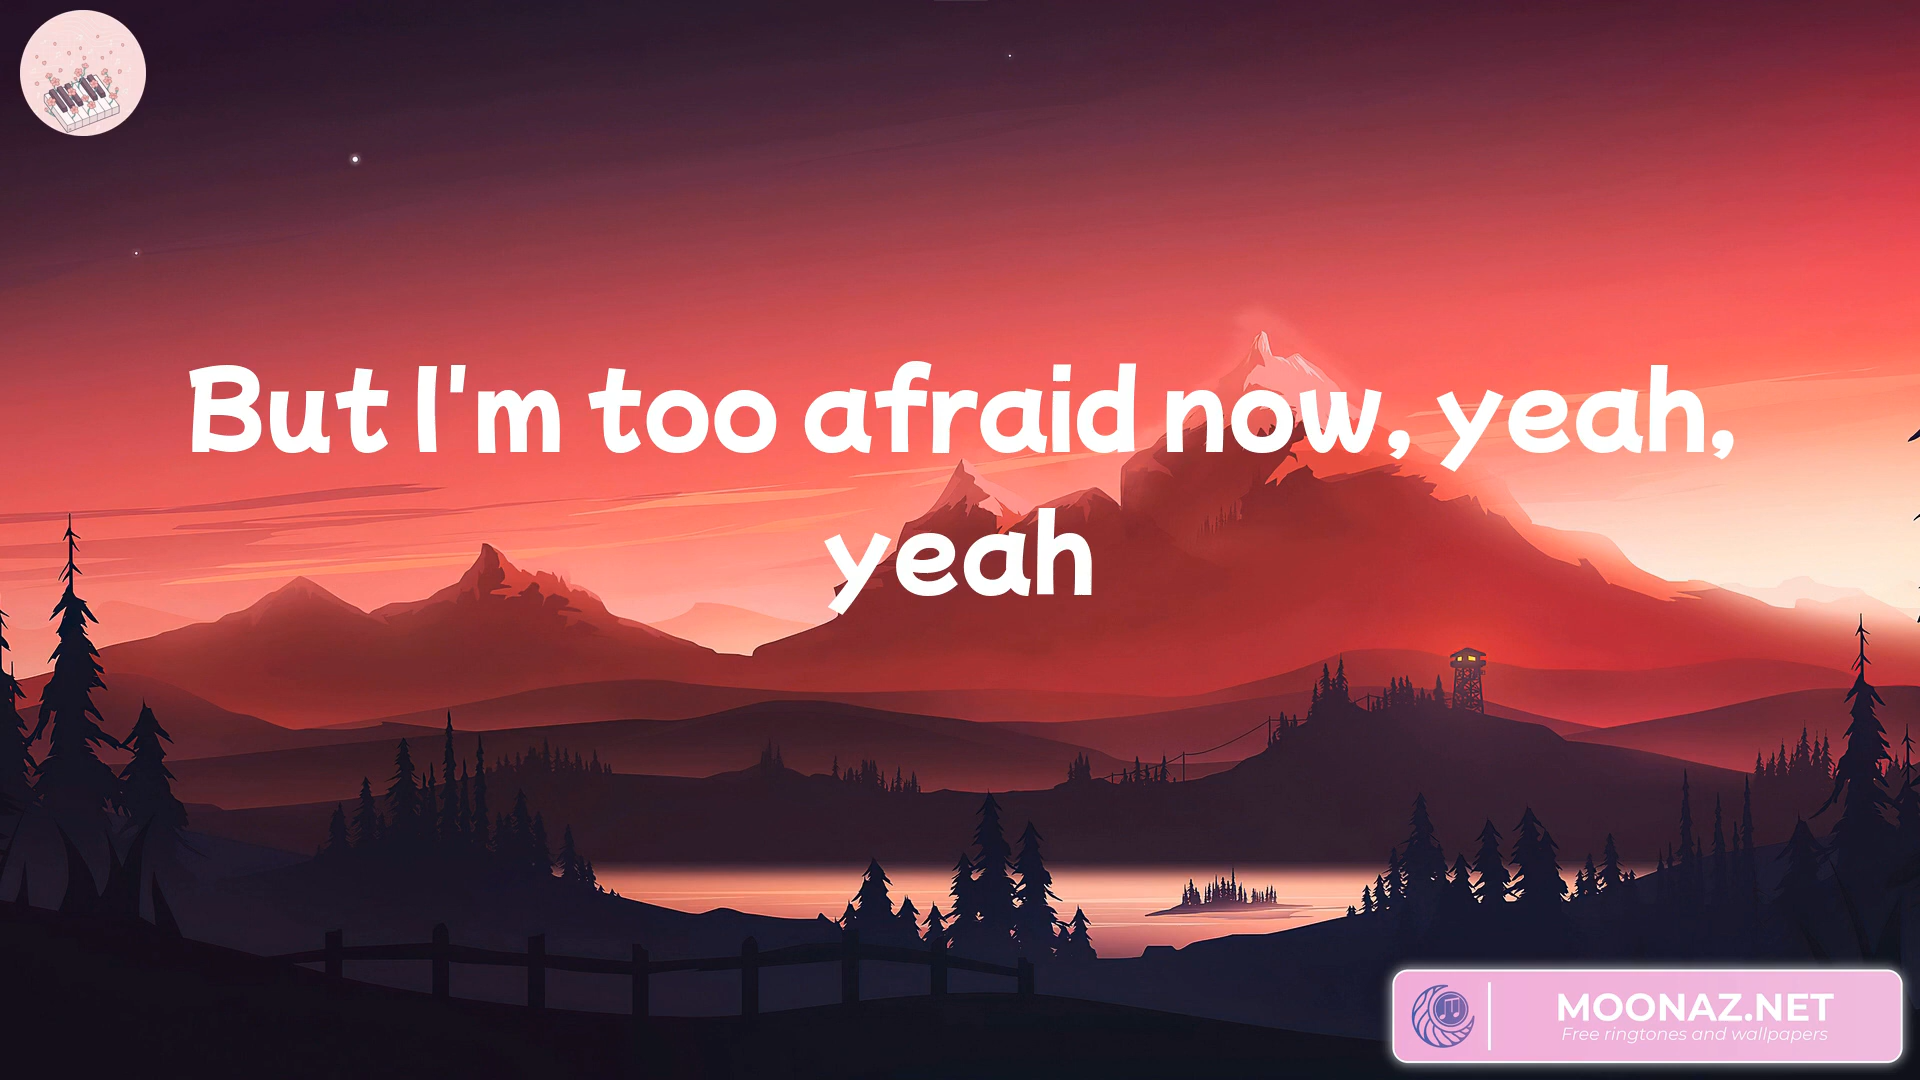 But I'm too afraid now, yeah,
yeah
MOONAZ.NET
Free ringtones and wallpapers